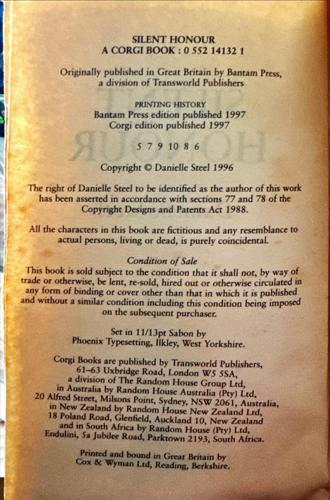 SILENT HONOUR
A CORGI BOOK : 0 552 14132 1
Originally published in Great Britain by Bantam Press,
a division of Transworld Publishers
PRINTING HISTORY
Bantam Press edition published 1997
Corgi edition published 1997
5 7 9 10 8 6
Copyright © Danielle Steel 1996
The right of Danielle Steel to be identified as the author of this work
has been asserted in accordance with sections 77 and 78 of the
Copyright Designs and Patents Act 1988.
All the characters in this book are fictitious and any resemblance to
actual persons, living or dead, is purely coincidental.
Condition of Sale
This book is sold subject to the condition that it shall not, by way of
trade or otherwise, be lent, re-sold, hired out or otherwise circulated in
any form of binding or cover other than that in which it is published
and without a similar condition including this condition being imposed
on the subsequent purchaser.
Set in 11/13pt Sabon by
Phoenix Typesetting, Ilkley, West Yorkshire.
Corgi Books are published by Transworld Publishers,
61–63 Uxbridge Road, London W5 5SA,
a division of The Random House Group Ltd,
in Australia by Random House Australia (Pty) Ltd,
20 Alfred Street, Milsons Point, Sydney, NSW 2061, Australia,
in New Zealand by Random House New Zealand Ltd,
18 Poland Road, Glenfield, Auckland 10, New Zealand
and in South Africa by Random House (Pty) Ltd,
Endulini, 5a Jubilee Road, Parktown 2193, South Africa.
Printed and bound in Great Britain by
Cox & Wyman Ltd, Reading, Berkshire.